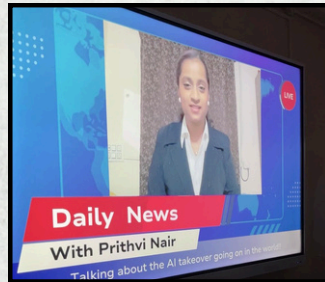 LIVE
Daily News
With Prithvi Nair
Talking about the AI takeover going on in the world!